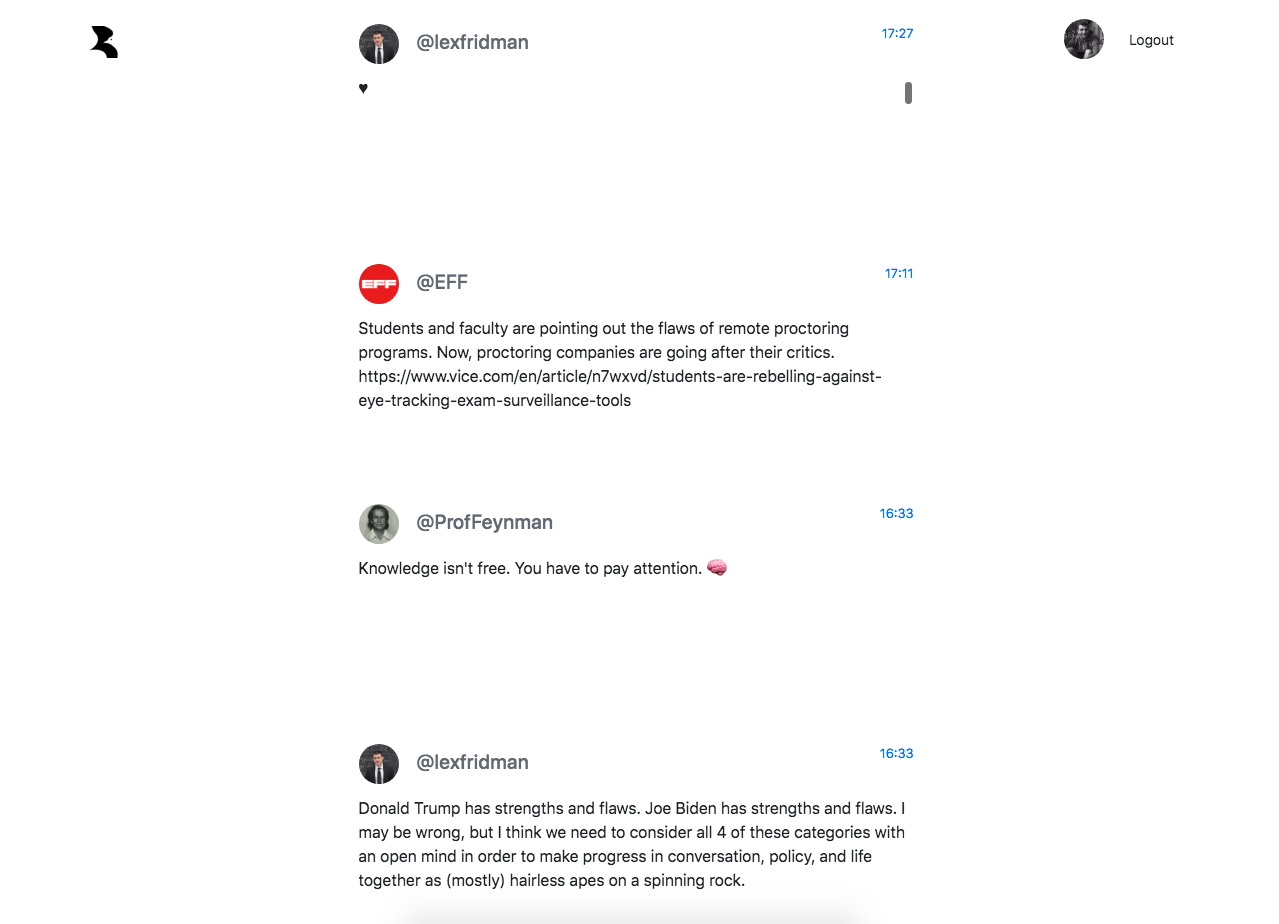 @lexfridman
17:27
Logout
♥
@EFF
17:11
EFF
Students and faculty are pointing out the flaws of remote proctoring
programs. Now, proctoring companies are going after their critics.
https://www.vice.com/en/article/n7wxvd/students-are-rebelling-against-
eye-tracking-exam-surveillance-tools
@ProfFeynman
16:33
Knowledge isn't free. You have to pay attention. 🧠
@lexfridman
16:33
Donald Trump has strengths and flaws. Joe Biden has strengths and flaws. I
may be wrong, but I think we need to consider all 4 of these categories with
an open mind in order to make progress in conversation, policy, and life
together as (mostly) hairless apes on a spinning rock.